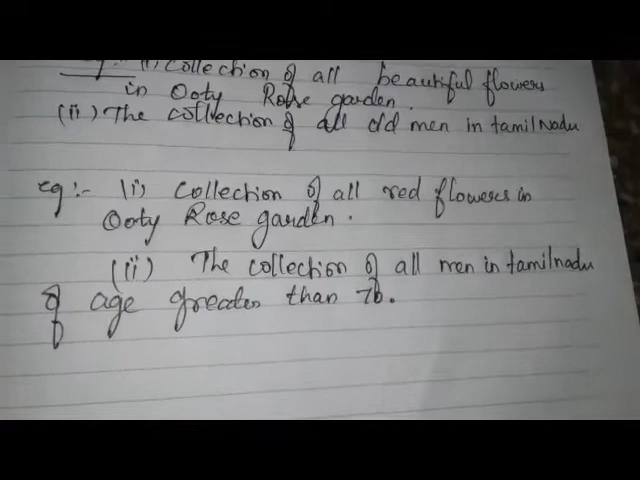 eg :- (i) collection of all beautiful flowers
in Ooty Rose garden.
(ii) The collection of all old men in tamilnadu
eg :- (i) collection of all red flowers in
Ooty Rose garden.
(ii) The collection of all men in tamilnadu
of age greater than 70.